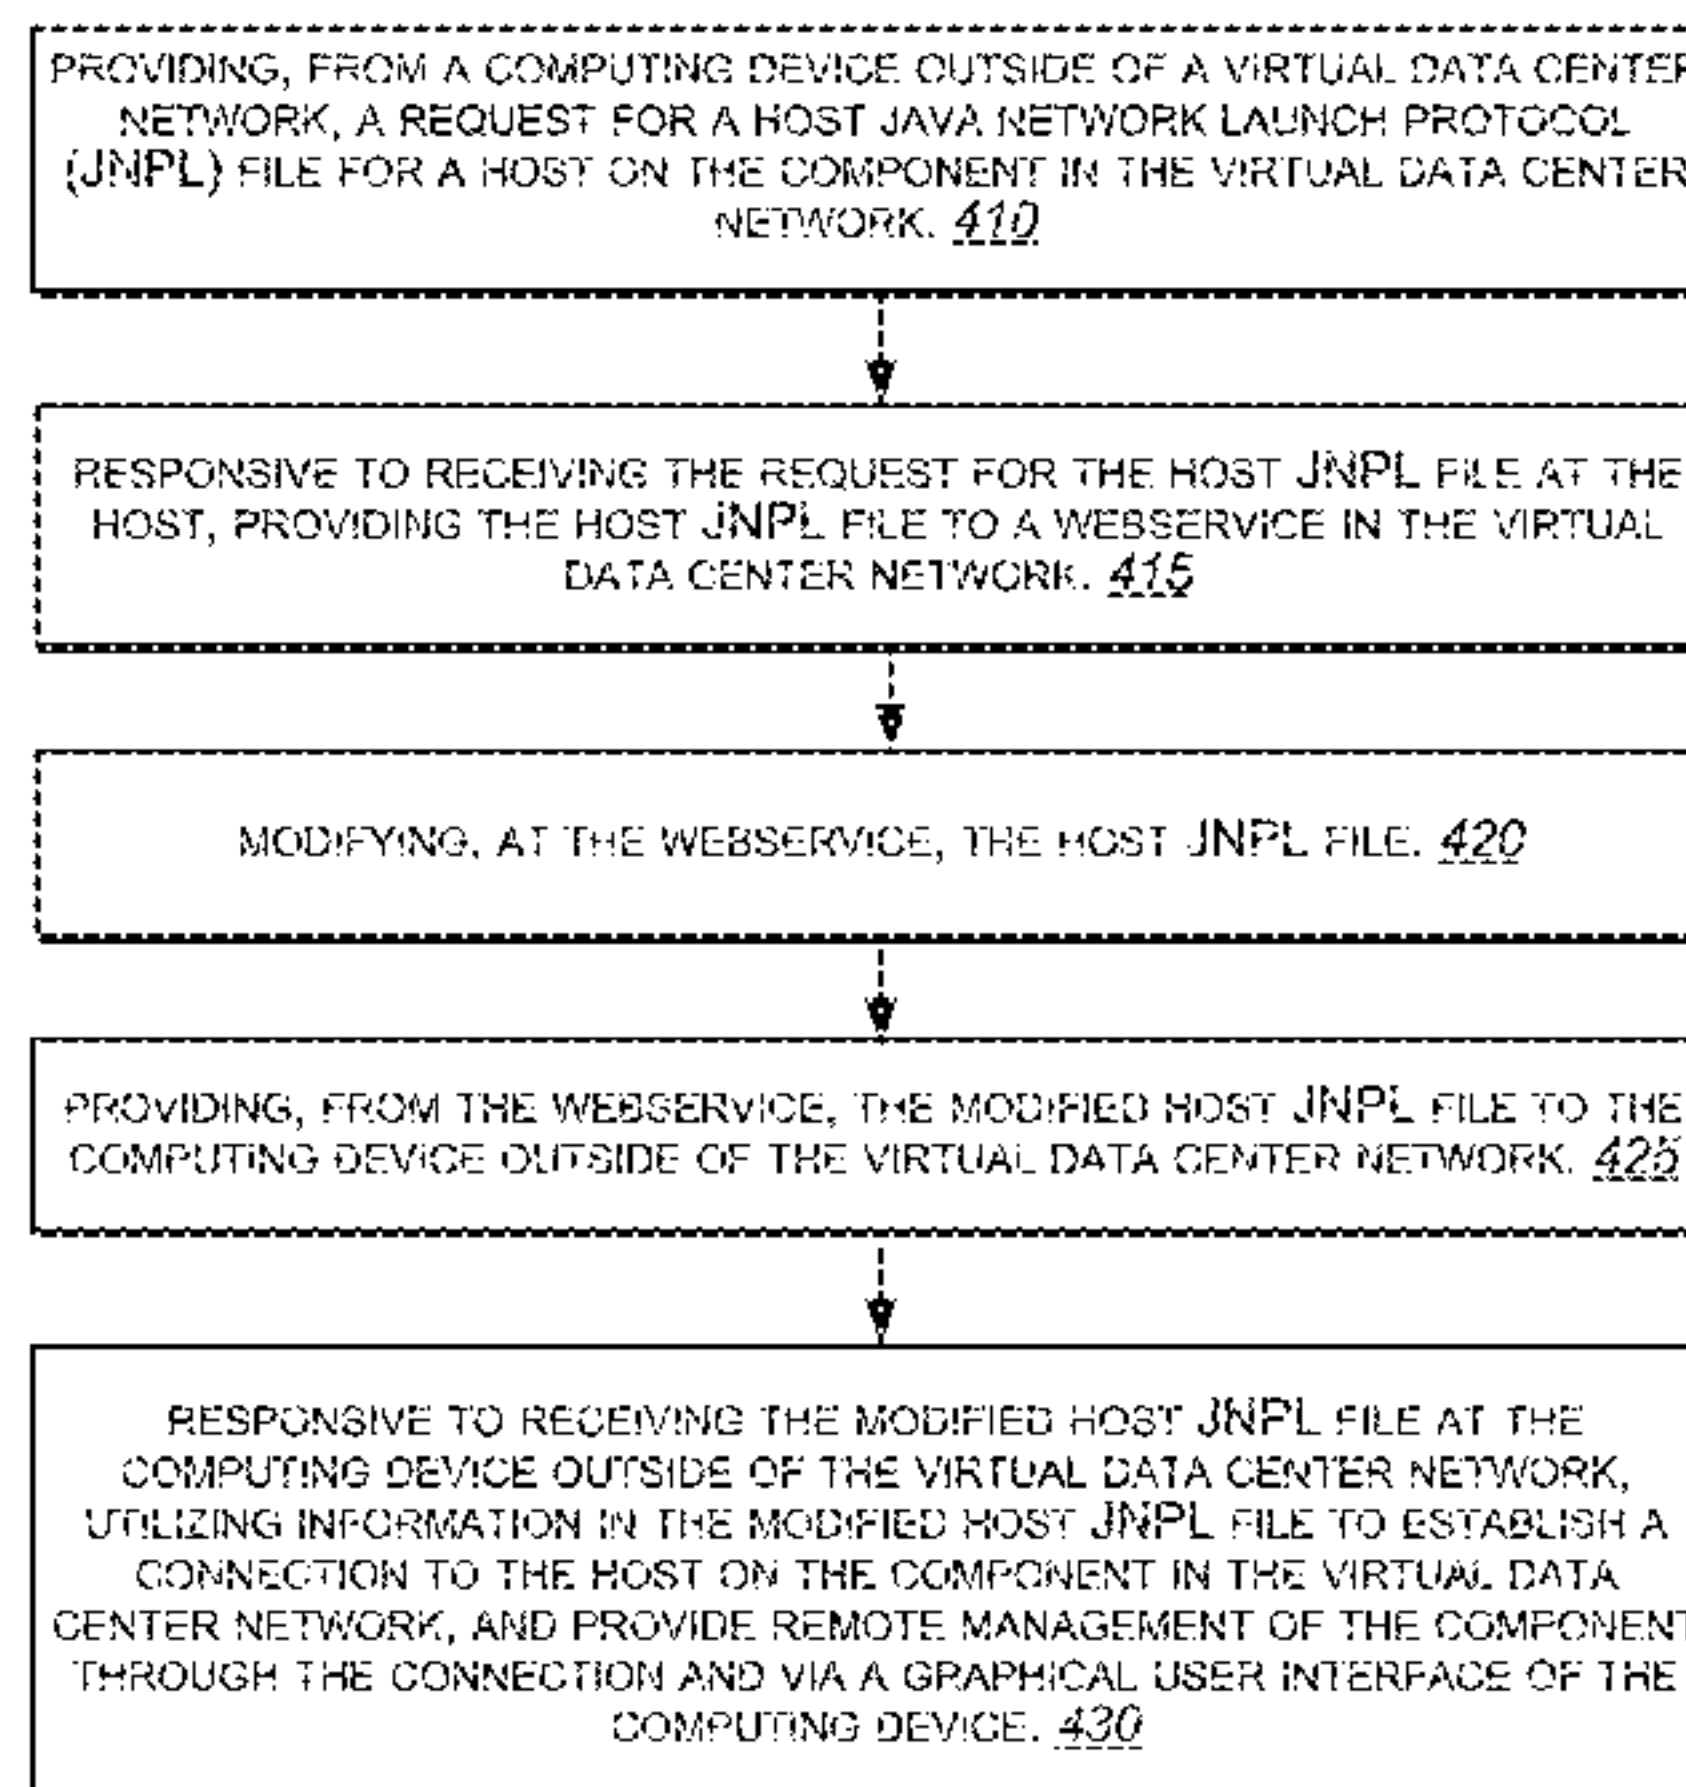 PROVIDING, FROM A COMPUTING DEVICE OUTSIDE OF A VIRTUAL DATA CENTER
NETWORK, A REQUEST FOR A HOST JAVA NETWORK LAUNCH PROTOCOL
(JNPL) FILE FOR A HOST ON THE COMPONENT IN THE VIRTUAL DATA CENTER
NETWORK. 410
RESPONSIVE TO RECEIVING THE REQUEST FOR THE HOST JNPL FILE AT THE
HOST, PROVIDING THE HOST JNPL FILE TO A WEBSERVICE IN THE VIRTUAL
DATA CENTER NETWORK. 415
MODIFYING, AT THE WEBSERVICE, THE HOST JNPL FILE. 420
PROVIDING, FROM THE WEBSERVICE, THE MODIFIED HOST JNPL FILE TO THE
COMPUTING DEVICE OUTSIDE OF THE VIRTUAL DATA CENTER NETWORK. 425
RESPONSIVE TO RECEIVING THE MODIFIED HOST JNPL FILE AT THE
COMPUTING DEVICE OUTSIDE OF THE VIRTUAL DATA CENTER NETWORK,
UTILIZING INFORMATION IN THE MODIFIED HOST JNPL FILE TO ESTABLISH A
CONNECTION TO THE HOST ON THE COMPONENT IN THE VIRTUAL DATA
CENTER NETWORK, AND PROVIDE REMOTE MANAGEMENT OF THE COMPONENT
THROUGH THE CONNECTION AND VIA A GRAPHICAL USER INTERFACE OF THE
COMPUTING DEVICE. 430